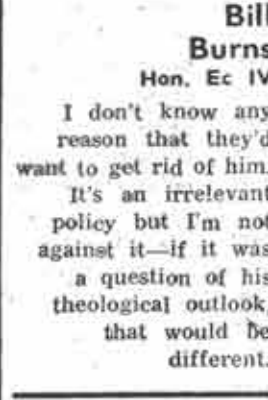 Bill
Burns
Hon. Ec IV
I don't know any
reason that they'd
want to get rid of him.
It's an irrelevant
policy but I'm not
against it—if it was
a question of his
theological outlook,
that would be
different.